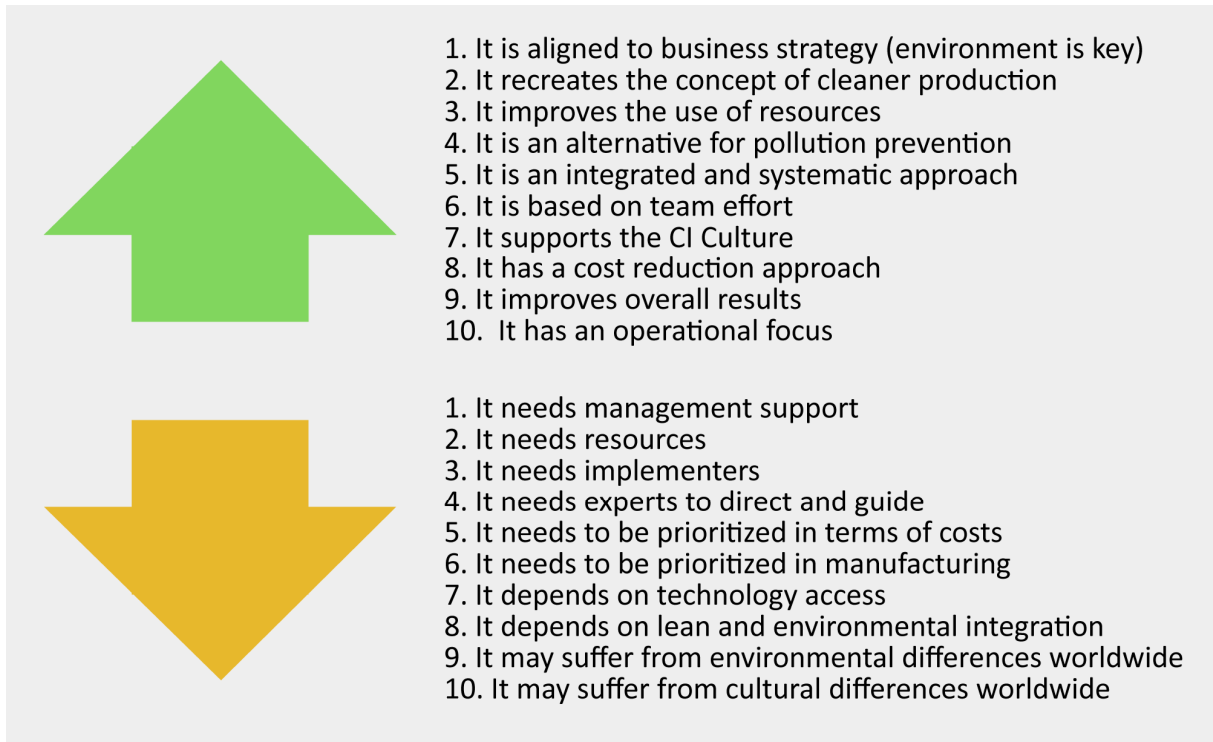 1. It is aligned to business strategy (environment is key)
2. It recreates the concept of cleaner production
3. It improves the use of resources
4. It is an alternative for pollution prevention
5. It is an integrated and systematic approach
6. It is based on team effort
7. It supports the CI Culture
8. It has a cost reduction approach
9. It improves overall results
10.  It has an operational focus
1. It needs management support
2. It needs resources
3. It needs implementers
4. It needs experts to direct and guide
5. It needs to be prioritized in terms of costs
6. It needs to be prioritized in manufacturing
7. It depends on technology access
8. It depends on lean and environmental integration
9. It may suffer from environmental differences worldwide
10. It may suffer from cultural differences worldwide